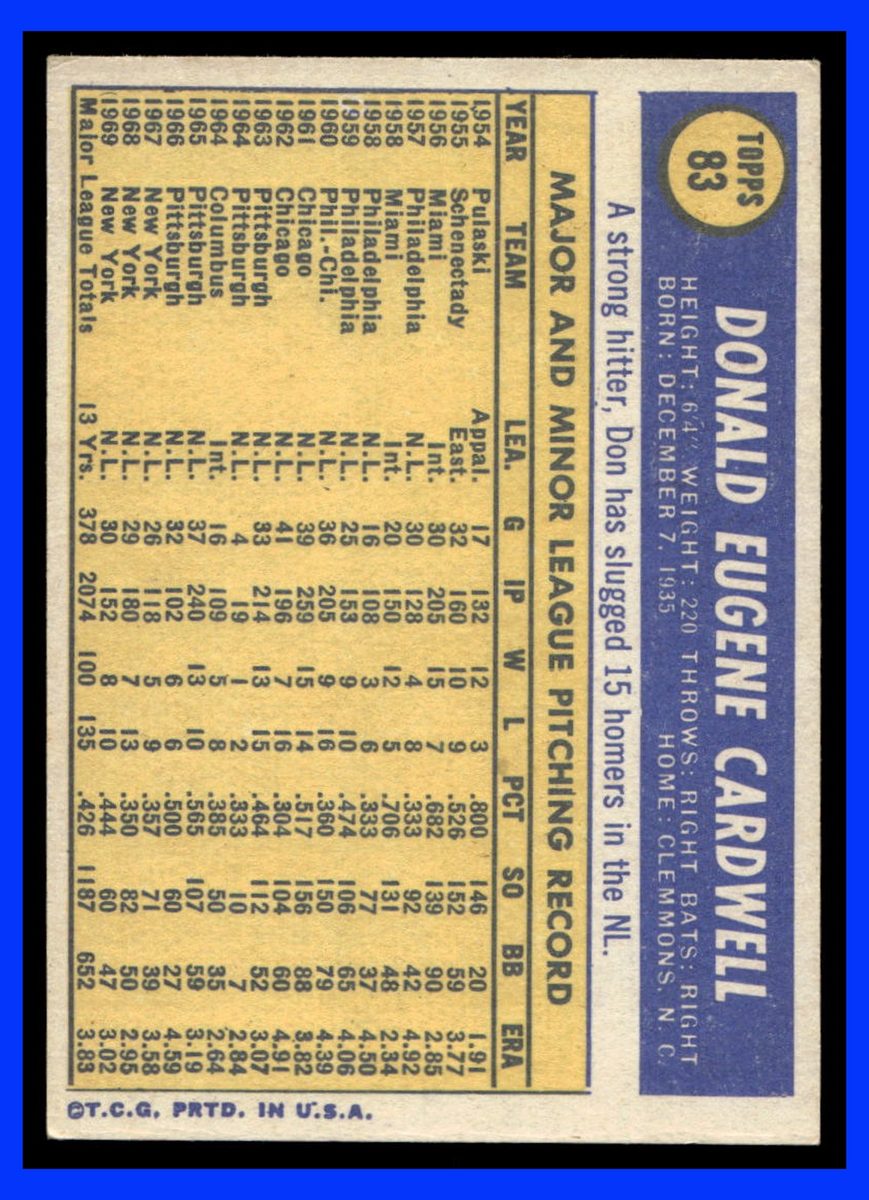 TOPPS
83
DONALD EUGENE CARDWELL
HEIGHT: 6'4" WEIGHT: 220 THROWS: RIGHT BATS: RIGHT
BORN: DECEMBER 7, 1935 HOME: CLEMMONS, N.C.
A strong hitter, Don has slugged 15 homers in the NL.
MAJOR AND MINOR LEAGUE PITCHING RECORD
YEAR TEAM LEA. G IP W L PCT SO BB ERA
1954 Pulaski Appal. 17 132 12 3 .800 146 20 1.91
1955 Schenectady East. 32 160 10 9 .526 152 59 3.77
1956 Miami Int. 30 205 15 7 .682 139 90 2.85
1957 Philadelphia N.L. 30 128 4 8 .333 92 42 4.92
1958 Miami Int. 20 150 12 5 .706 131 48 2.34
1958 Philadelphia N.L. 16 108 3 6 .333 77 37 4.50
1959 Philadelphia N.L. 25 153 9 10 .474 106 65 4.06
1960 Phil.-Chi. N.L. 36 205 9 16 .360 150 79 4.39
1961 Chicago N.L. 39 259 15 14 .517 156 88 3.82
1962 Chicago N.L. 41 196 7 16 .304 104 60 4.91
1963 Pittsburgh N.L. 33 214 13 15 .464 112 52 3.07
1964 Pittsburgh N.L. 4 19 1 2 .333 10 7 2.84
1964 Columbus Int. 16 109 5 8 .385 50 35 2.64
1965 Pittsburgh N.L. 37 240 13 10 .565 107 59 3.19
1966 Pittsburgh N.L. 32 102 6 6 .500 60 27 4.59
1967 New York N.L. 26 118 5 9 .357 71 39 3.58
1968 New York N.L. 29 180 7 13 .350 82 50 2.95
1969 New York N.L. 30 152 8 10 .444 60 47 3.02
Major League Totals 13 Yrs. 378 2074 100 135 .426 1187 652 3.83
©T.C.G. PRTD. IN U.S.A.